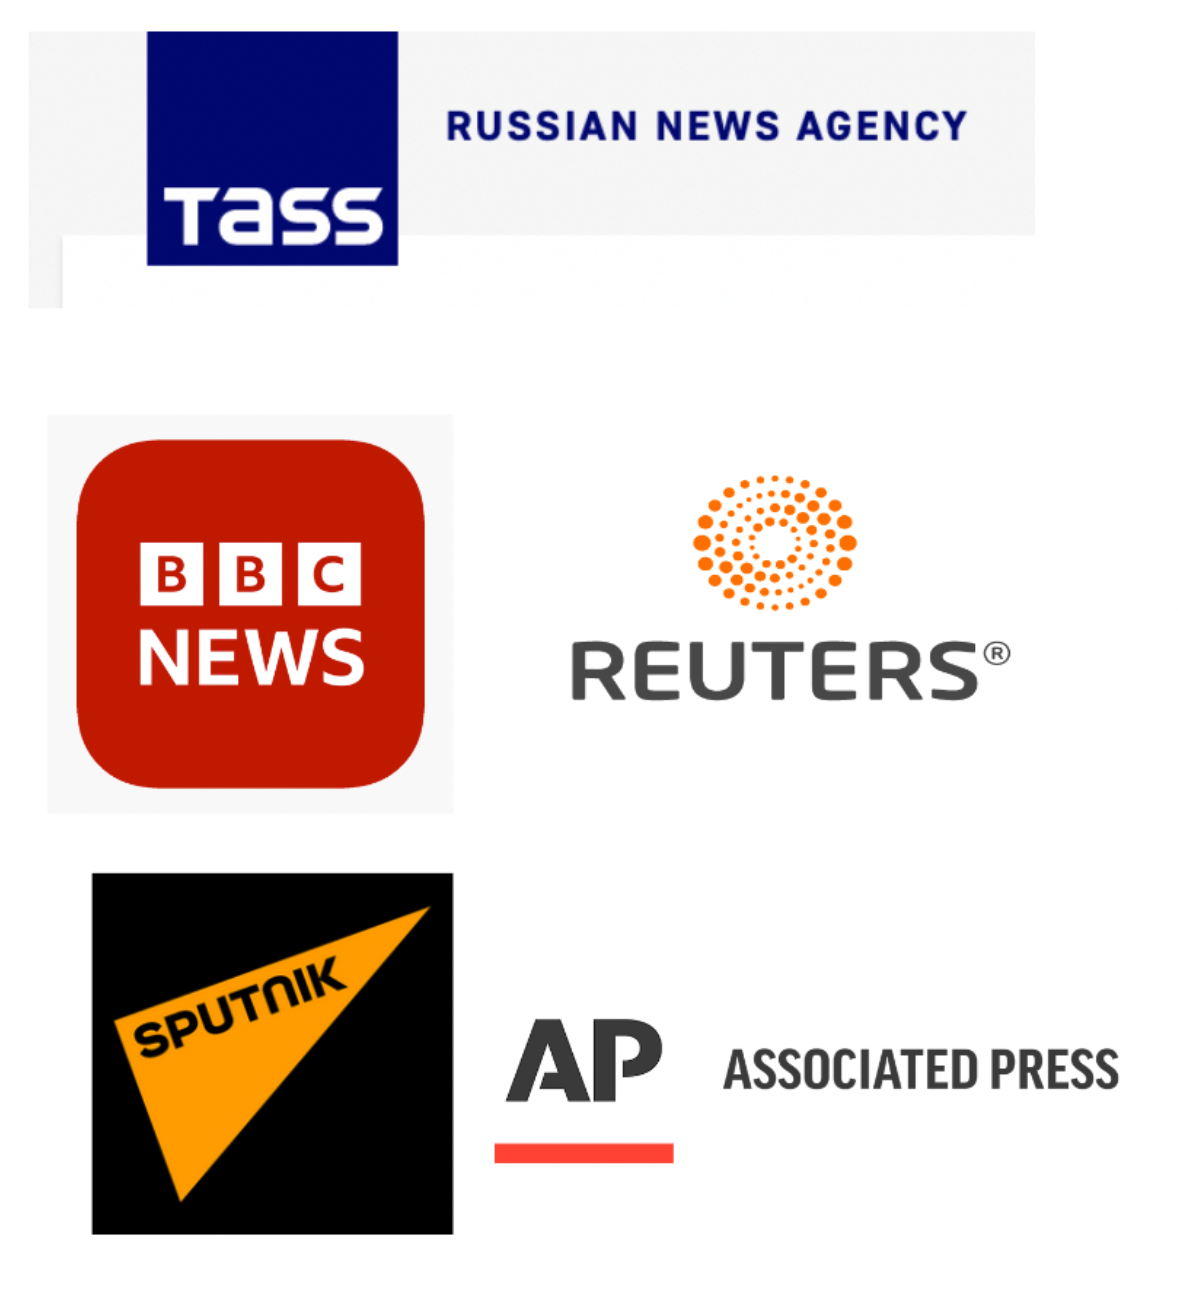 TASS
RUSSIAN NEWS AGENCY
BBC
NEWS
REUTERS®
SPUTNIK
AP
ASSOCIATED PRESS